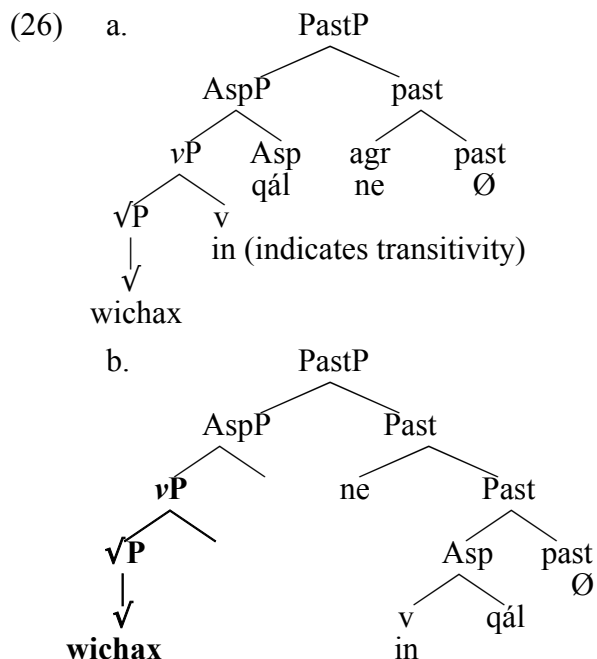 (26) a. PastP
AspP past
vP Asp agr past
qál ne Ø
√P v
in (indicates transitivity)
√
wichax
b. PastP
AspP Past
vP ne Past
√P Asp past
Ø
√ v qál
wichax in